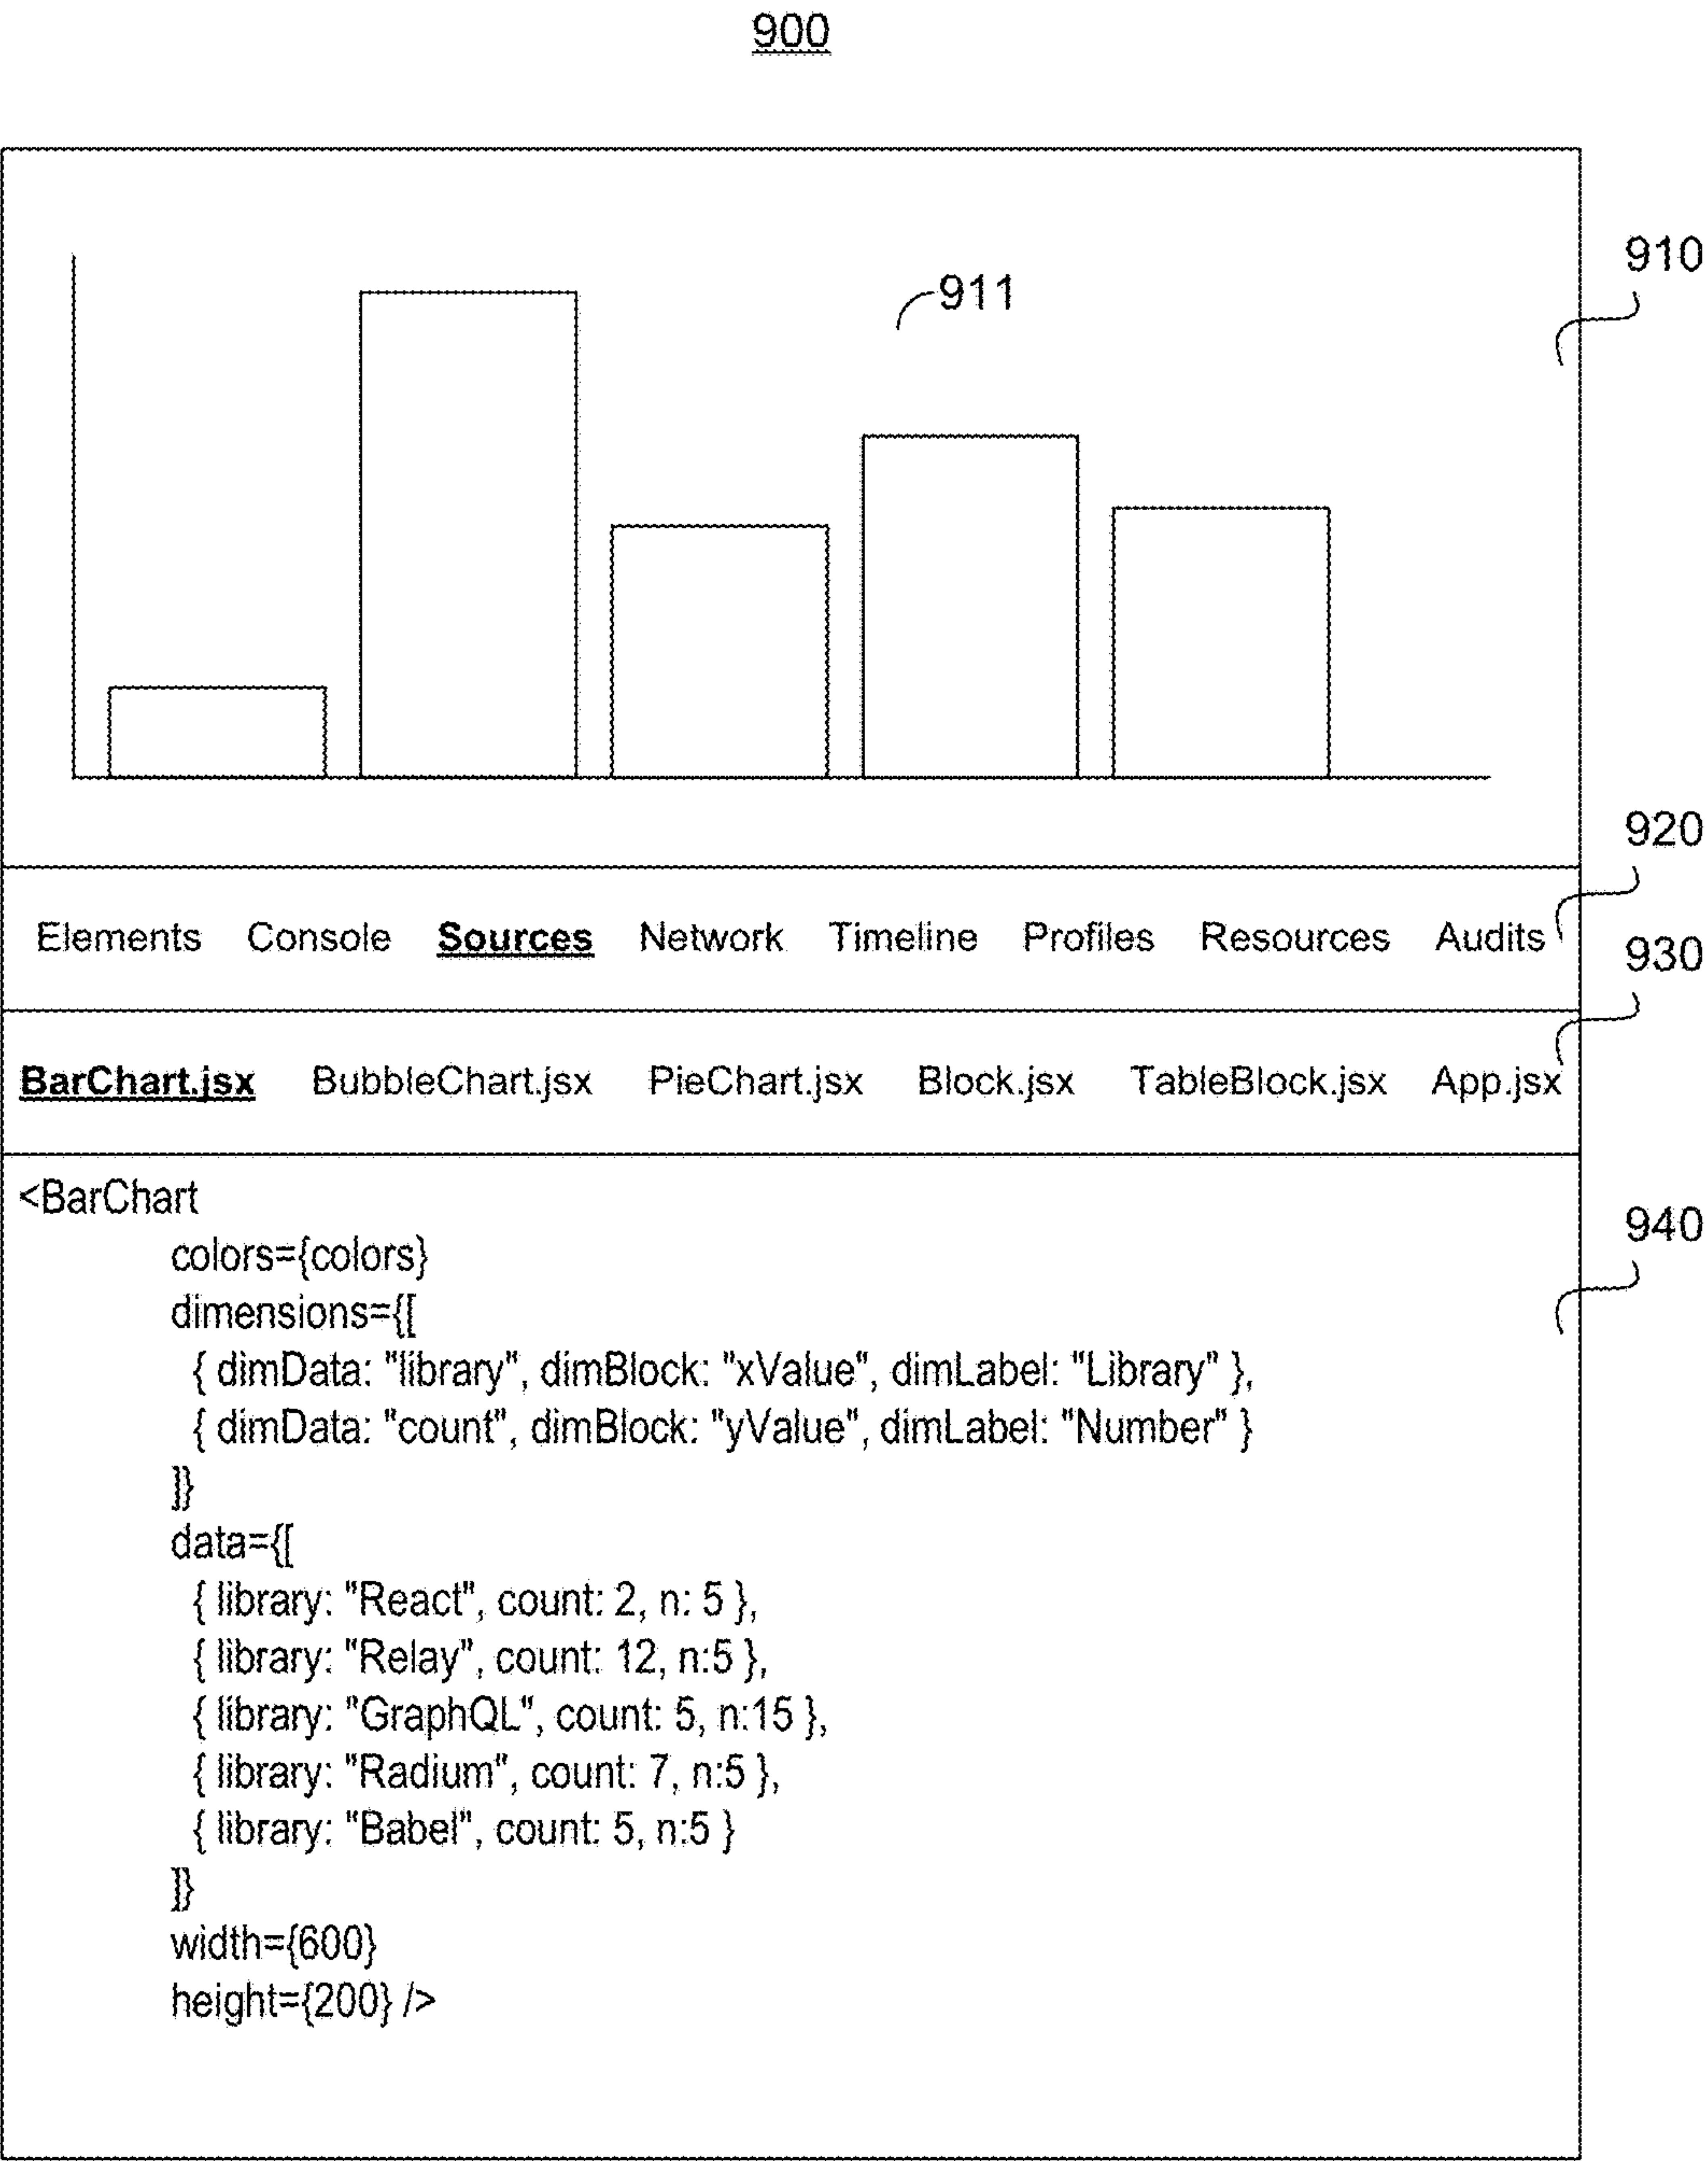 900
910
911
920
Elements Console Sources Network Timeline Profiles Resources Audits
930
BarChart.jsx BubbleChart.jsx PieChart.jsx Block.jsx TableBlock.jsx App.jsx
<BarChart
940
colors={colors}
dimensions={[
{ dimData: "library", dimBlock: "xValue", dimLabel: "Library" },
{ dimData: "count", dimBlock: "yValue", dimLabel: "Number" }
]}
data={[
{ library: "React", count: 2, n: 5 },
{ library: "Relay", count: 12, n:5 },
{ library: "GraphQL", count: 5, n:15 },
{ library: "Radium", count: 7, n:5 },
{ library: "Babel", count: 5, n:5 }
]}
width={600}
height={200} />